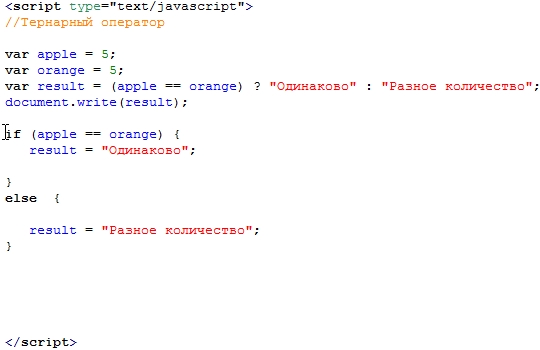 <script type="text/javascript">
//Тернарный оператор
var apple = 5;
var orange = 5;
var result = (apple == orange) ? "Одинаково" : "Разное количество";
document.write(result);
if (apple == orange) {
result = "Одинаково";
}
else  {
result = "Разное количество";
}
</script>